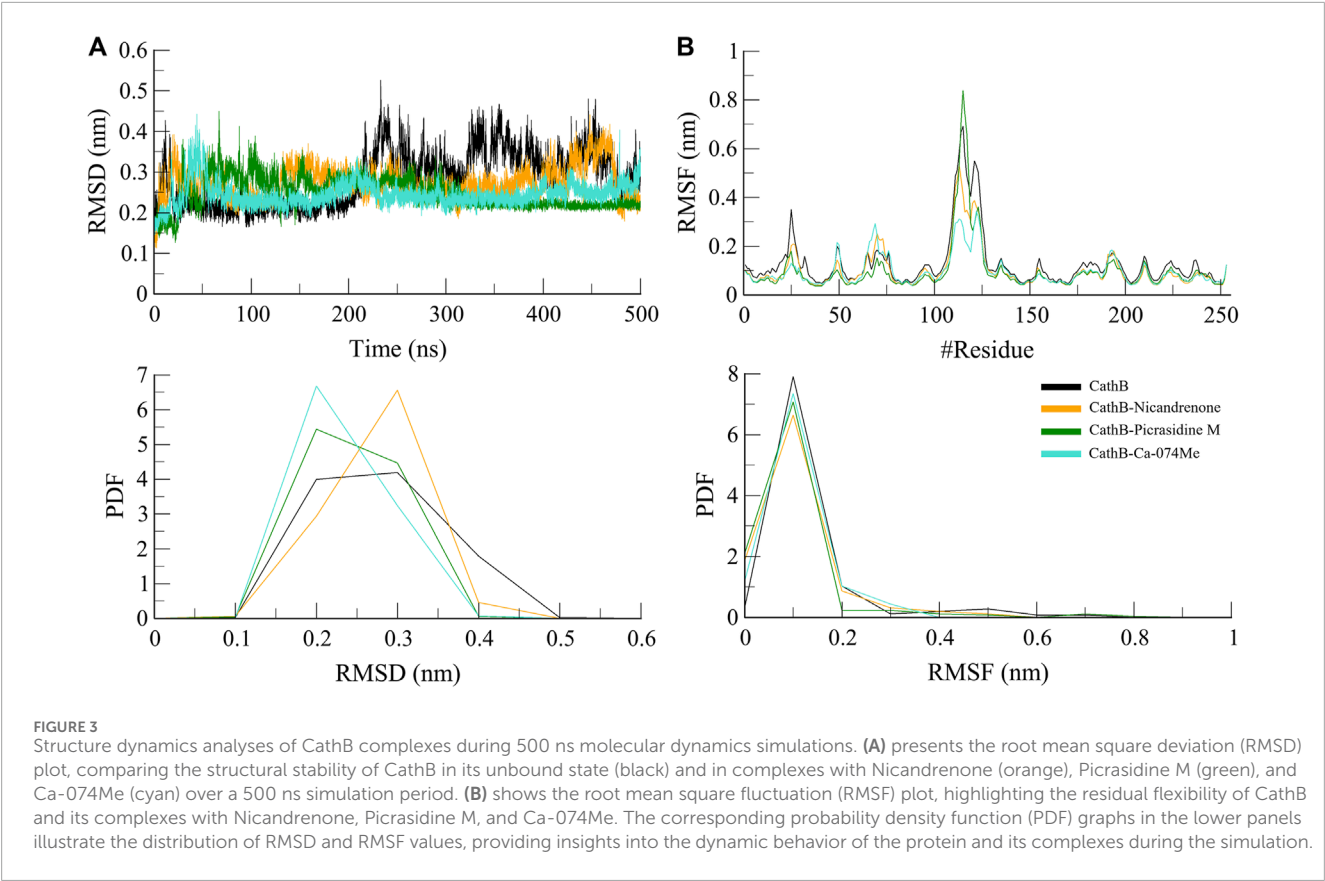 A
0.6
0.5
0.4
0.3
0.2
0.1
0
RMSD (nm)
0 100 200 300 400 500
Time (ns)
B
1
0.8
0.6
0.4
0.2
0
RMSF (nm)
0 50 100 150 200 250
#Residue
7
6
5
4
3
2
1
0
PDF
0 0.1 0.2 0.3 0.4 0.5 0.6
RMSD (nm)
8
6
4
2
0
PDF
CathB
CathB-Nicandrenone
CathB-Picrasidine M
CathB-Ca-074Me
0 0.2 0.4 0.6 0.8 1
RMSF (nm)
FIGURE 3
Structure dynamics analyses of CathB complexes during 500 ns molecular dynamics simulations. (A) presents the root mean square deviation (RMSD)
plot, comparing the structural stability of CathB in its unbound state (black) and in complexes with Nicandrenone (orange), Picrasidine M (green), and
Ca-074Me (cyan) over a 500 ns simulation period. (B) shows the root mean square fluctuation (RMSF) plot, highlighting the residual flexibility of CathB
and its complexes with Nicandrenone, Picrasidine M, and Ca-074Me. The corresponding probability density function (PDF) graphs in the lower panels
illustrate the distribution of RMSD and RMSF values, providing insights into the dynamic behavior of the protein and its complexes during the simulation.